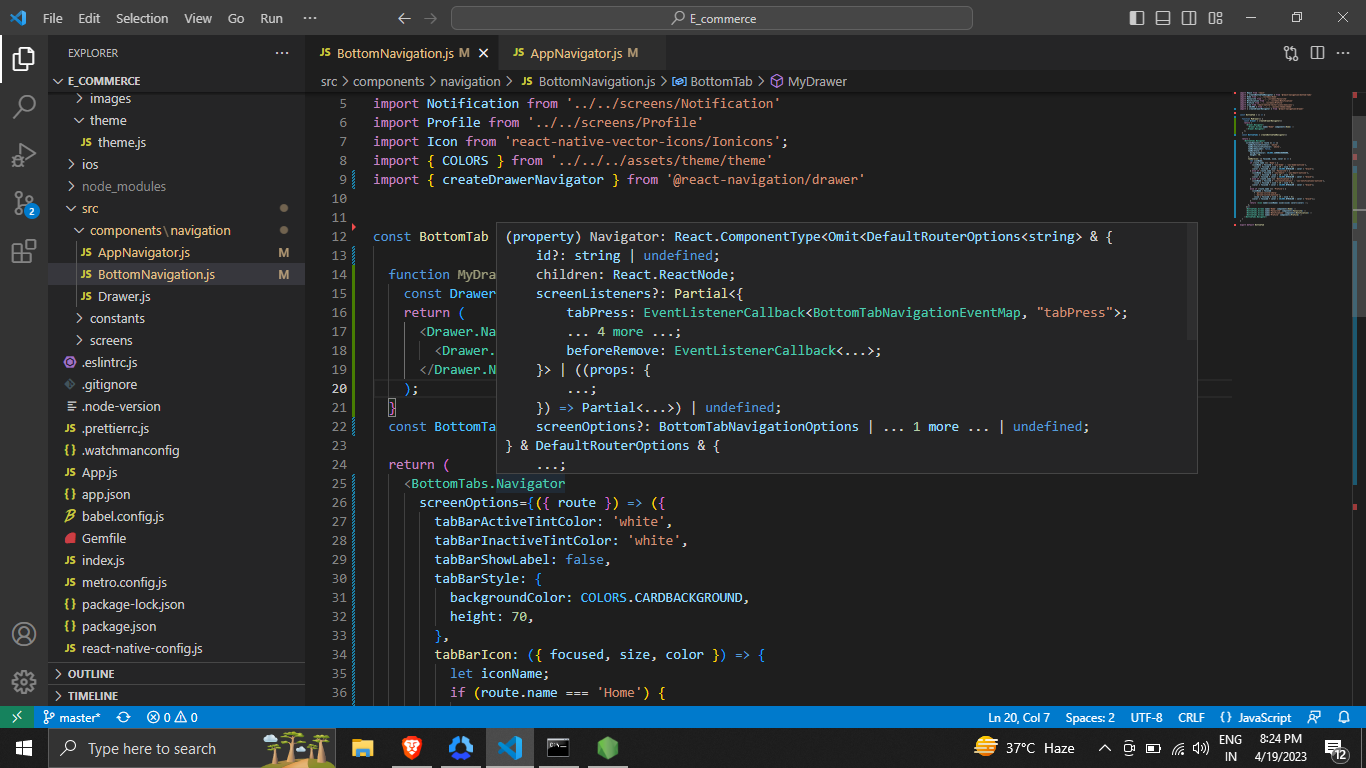 File Edit Selection View Go Run ··· E_commerce
EXPLORER ···
E_COMMERCE
images
theme
JS theme.js
ios
node_modules
src
components\navigation
JS AppNavigator.js M
JS BottomNavigation.js M
JS Drawer.js
constants
screens
.eslintrc.js
.gitignore
.node-version
.prettierrc.js
.watchmanconfig
JS App.js
{} app.json
babel.config.js
Gemfile
JS index.js
JS metro.config.js
{} package-lock.json
{} package.json
JS react-native-config.js
OUTLINE
TIMELINE
2
JS BottomNavigation.js M JS AppNavigator.js M
src > components > navigation > JS BottomNavigation.js > BottomTab > MyDrawer
5 import Notification from '../../screens/Notification'
6 import Profile from '../../screens/Profile'
7 import Icon from 'react-native-vector-icons/Ionicons';
8 import { COLORS } from '../../../assets/theme/theme'
9 import { createDrawerNavigator } from '@react-navigation/drawer'
10
11
12 const BottomTab
13
14 function MyDra
15 const Drawer
16 return (
17 <Drawer.Na
18 <Drawer.
19 </Drawer.N
20 );
21 }
22 const BottomTa
23
24 return (
(property) Navigator: React.ComponentType<Omit<DefaultRouterOptions<string> & {
id?: string | undefined;
children: React.ReactNode;
screenListeners?: Partial<{
tabPress: EventListenerCallback<BottomTabNavigationEventMap, "tabPress">;
... 4 more ...;
beforeRemove: EventListenerCallback<...>;
}> | ((props: {
...;
}) => Partial<...>) | undefined;
screenOptions?: BottomTabNavigationOptions | ... 1 more ... | undefined;
} & DefaultRouterOptions & {
...;
25 <BottomTabs.Navigator
26 screenOptions={({ route }) => ({
27 tabBarActiveTintColor: 'white',
28 tabBarInactiveTintColor: 'white',
29 tabBarShowLabel: false,
30 tabBarStyle: {
31 backgroundColor: COLORS.CARDBACKGROUND,
32 height: 70,
33 },
34 tabBarIcon: ({ focused, size, color }) => {
35 let iconName;
36 if (route.name === 'Home') {
master* 0 0 Ln 20, Col 7 Spaces: 2 UTF-8 CRLF {} JavaScript
Type here to search 37°C Haze ENG IN 8:24 PM 4/19/2023 12